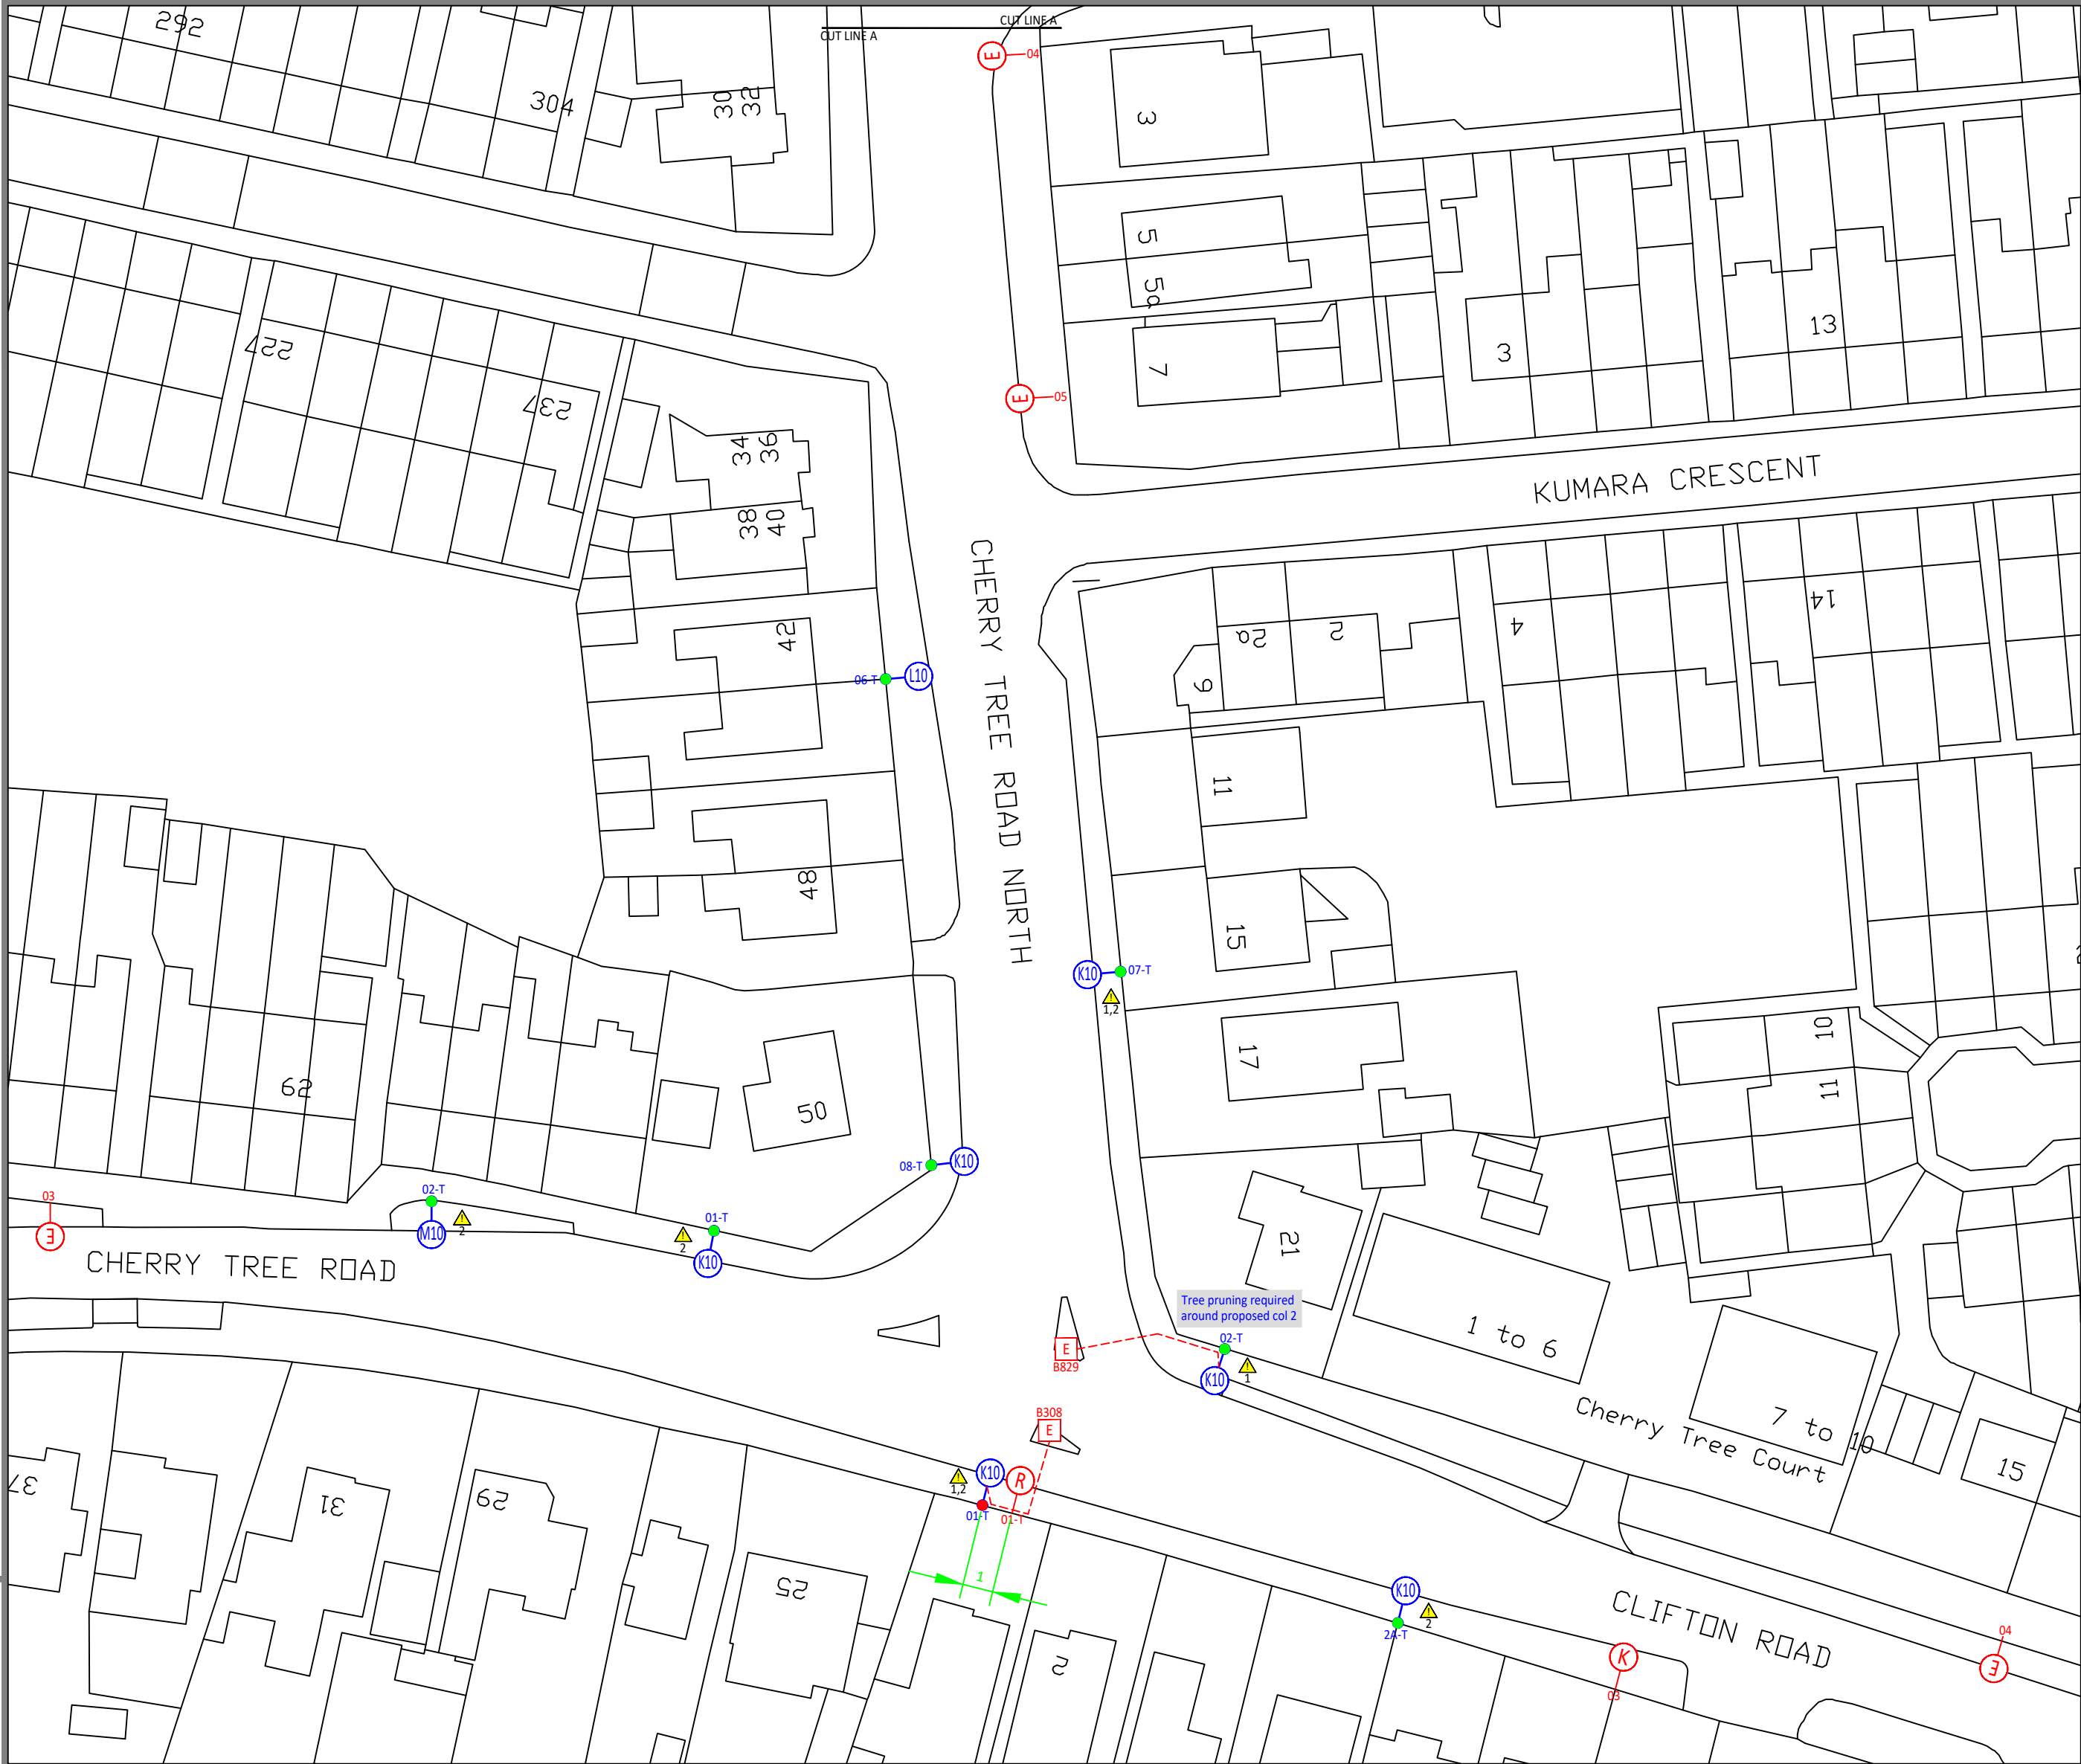 CUT LINE A
CUT LINE A
292
304
30
32
E 04
3
5
5a
7
3
13
227
237
34
36
38
40
E 05
KUMARA CRESCENT
CHERRY TREE ROAD NORTH
42
06-T L10
2a
2
4
14
9
11
48
15
K10 07-T
! 1,2
17
10
11
62
50
08-T K10
03
E
02-T
M10
! 2
01-T
! 2
K10
CHERRY TREE ROAD
21
Tree pruning required
around proposed col 2
1 to 6
02-T
E
B829
K10
! 1
7 to 10
Cherry Tree Court
15
B308
E
37
31
29
25
K10
R
! 1,2
01-T
01-T
1
2
K10
! 2
2A-T
CLIFTON ROAD
K
03
04
E